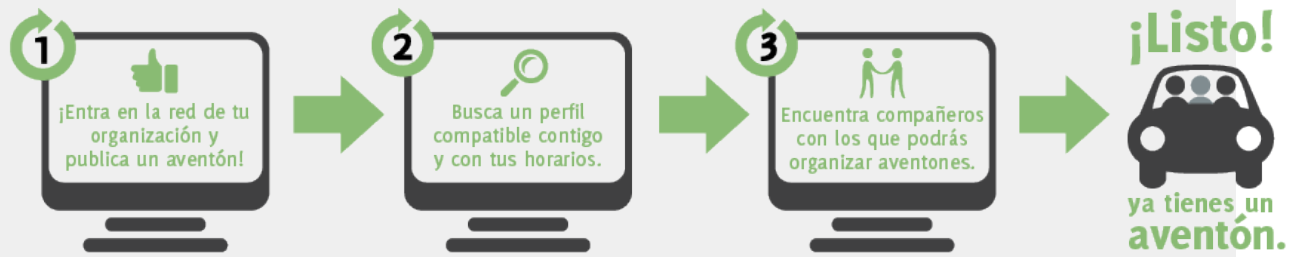 1
¡Entra en la red de tu
organización y
publica un aventón!
2
Busca un perfil
compatible contigo
y con tus horarios.
3
Encuentra compañeros
con los que podrás
organizar aventones.
¡Listo!
ya tienes un
aventón.